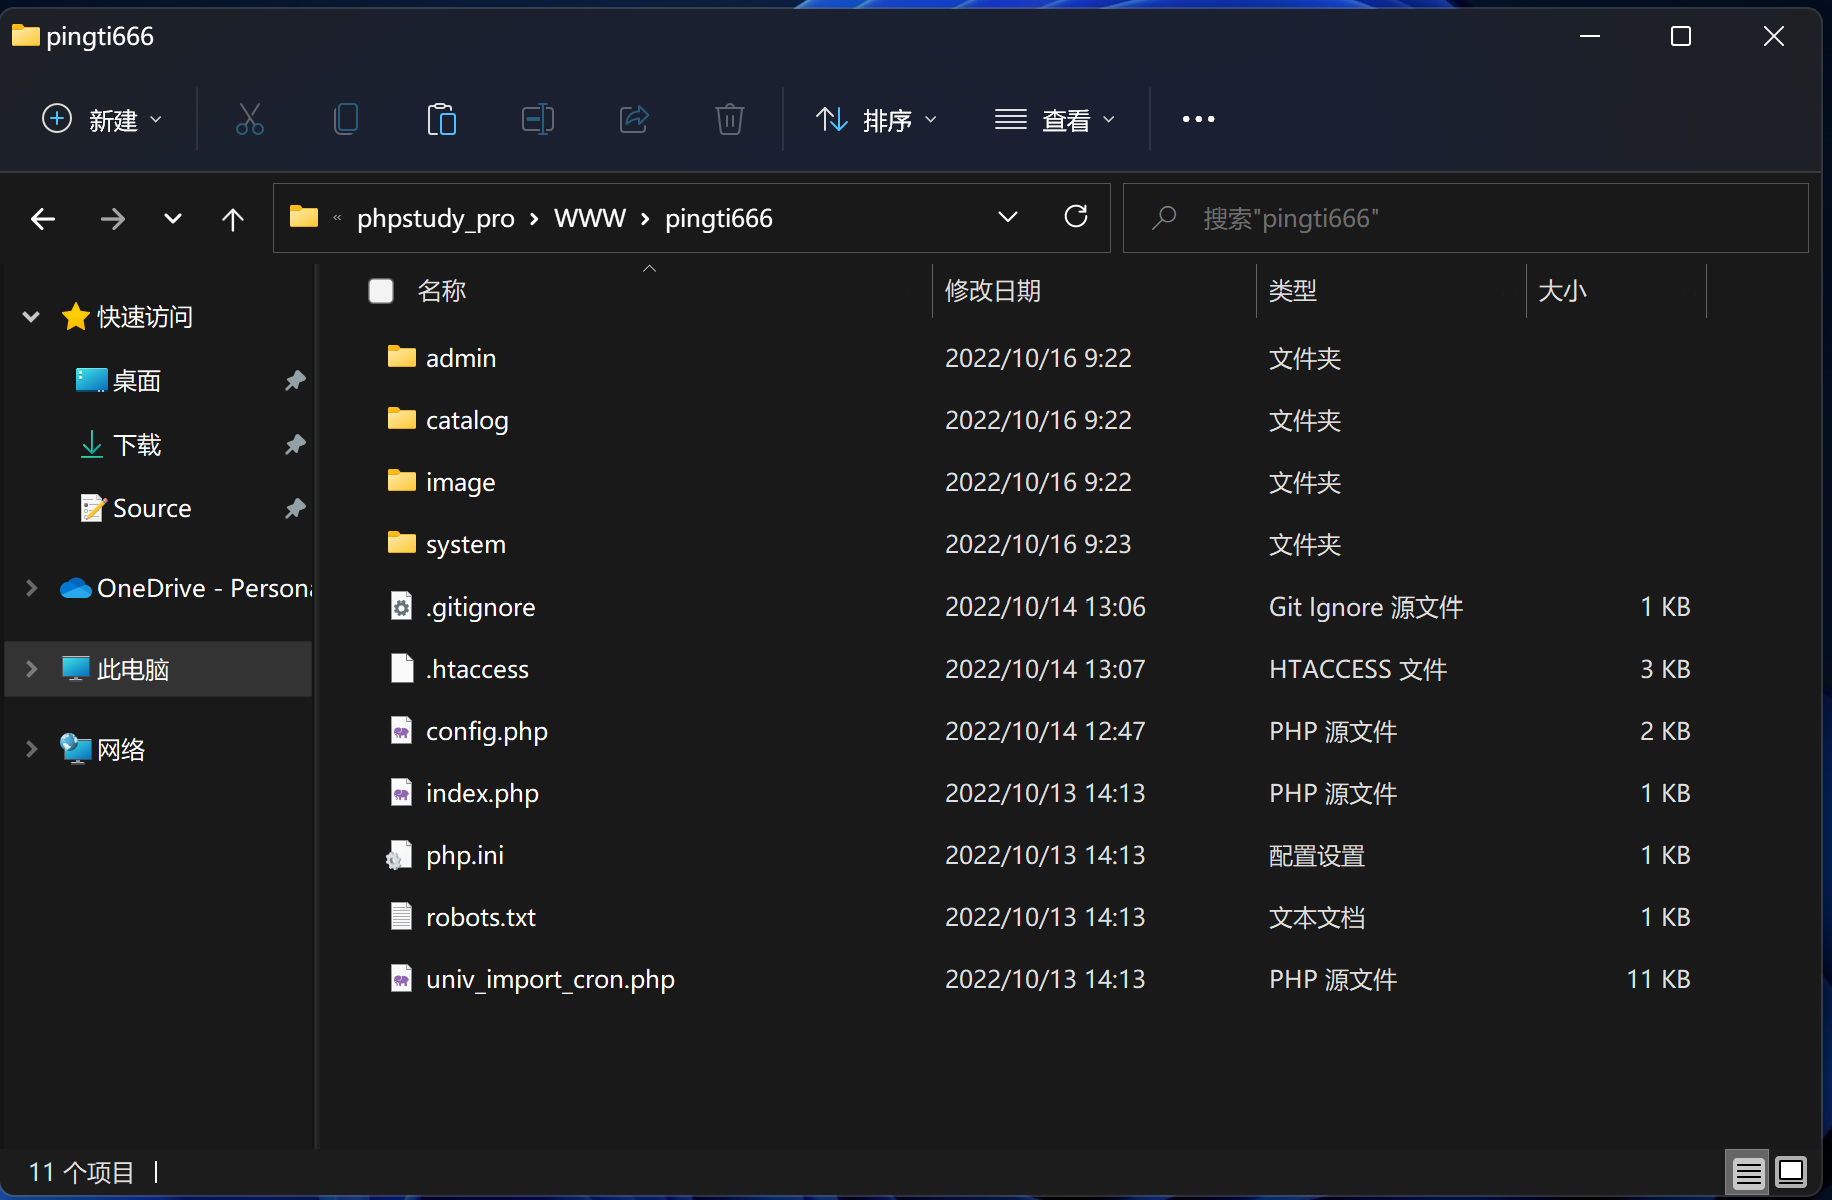 pingti666
新建 排序 查看
« phpstudy_pro › WWW › pingti666 搜索"pingti666"
名称 修改日期 类型 大小
快速访问
桌面
下载
Source
OneDrive - Persona
此电脑
网络
admin 2022/10/16 9:22 文件夹
catalog 2022/10/16 9:22 文件夹
image 2022/10/16 9:22 文件夹
system 2022/10/16 9:23 文件夹
.gitignore 2022/10/14 13:06 Git Ignore 源文件 1 KB
.htaccess 2022/10/14 13:07 HTACCESS 文件 3 KB
config.php 2022/10/14 12:47 PHP 源文件 2 KB
index.php 2022/10/13 14:13 PHP 源文件 1 KB
php.ini 2022/10/13 14:13 配置设置 1 KB
robots.txt 2022/10/13 14:13 文本文档 1 KB
univ_import_cron.php 2022/10/13 14:13 PHP 源文件 11 KB
11 个项目